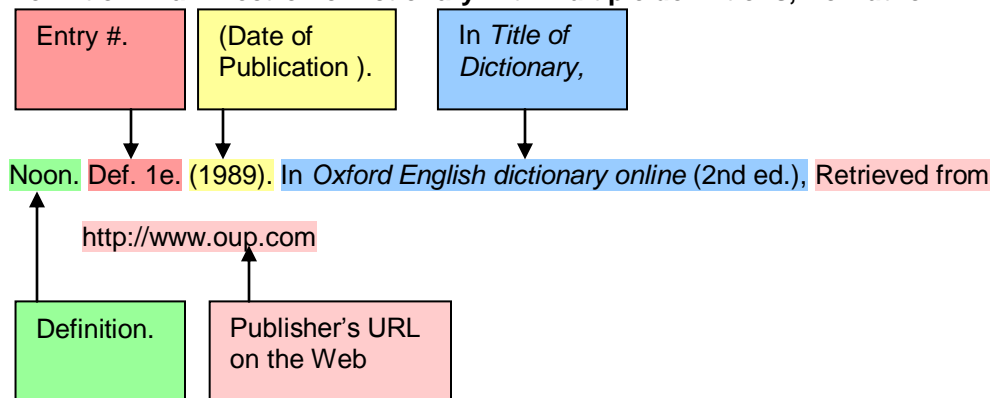 Entry #.
(Date of
Publication ).
In Title of
Dictionary,
Noon. Def. 1e. (1989). In Oxford English dictionary online (2nd ed.), Retrieved from
http://www.oup.com
Definition.
Publisher's URL
on the Web